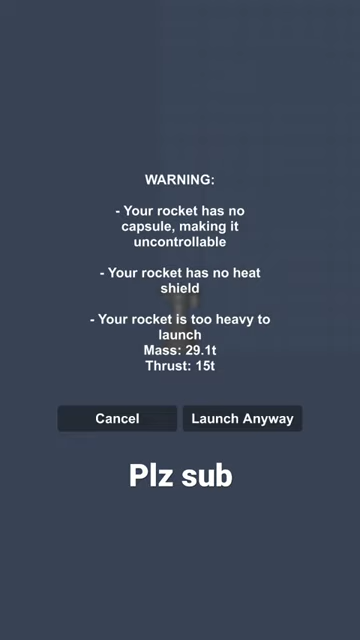 WARNING:
- Your rocket has no
capsule, making it
uncontrollable
- Your rocket has no heat
shield
- Your rocket is too heavy to
launch
Mass: 29.1t
Thrust: 15t
Cancel
Launch Anyway
Plz sub